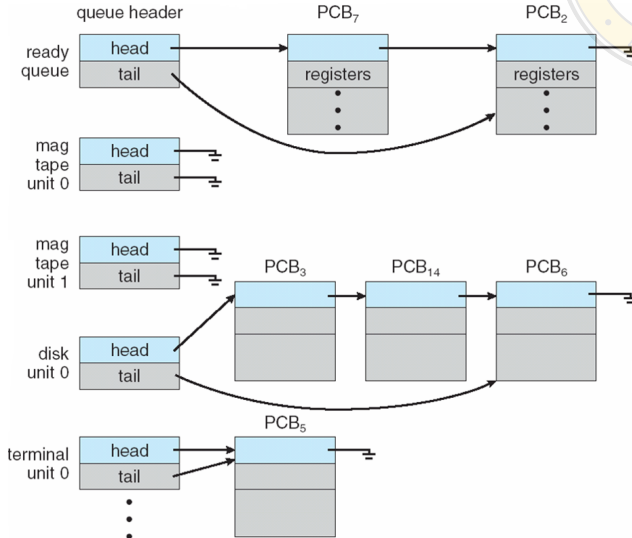 queue header PCB7 PCB2
ready queue
head
tail
registers registers
mag tape unit 0
head
tail
mag tape unit 1
head
tail
PCB3 PCB14 PCB6
disk unit 0
head
tail
PCB5
terminal unit 0
head
tail